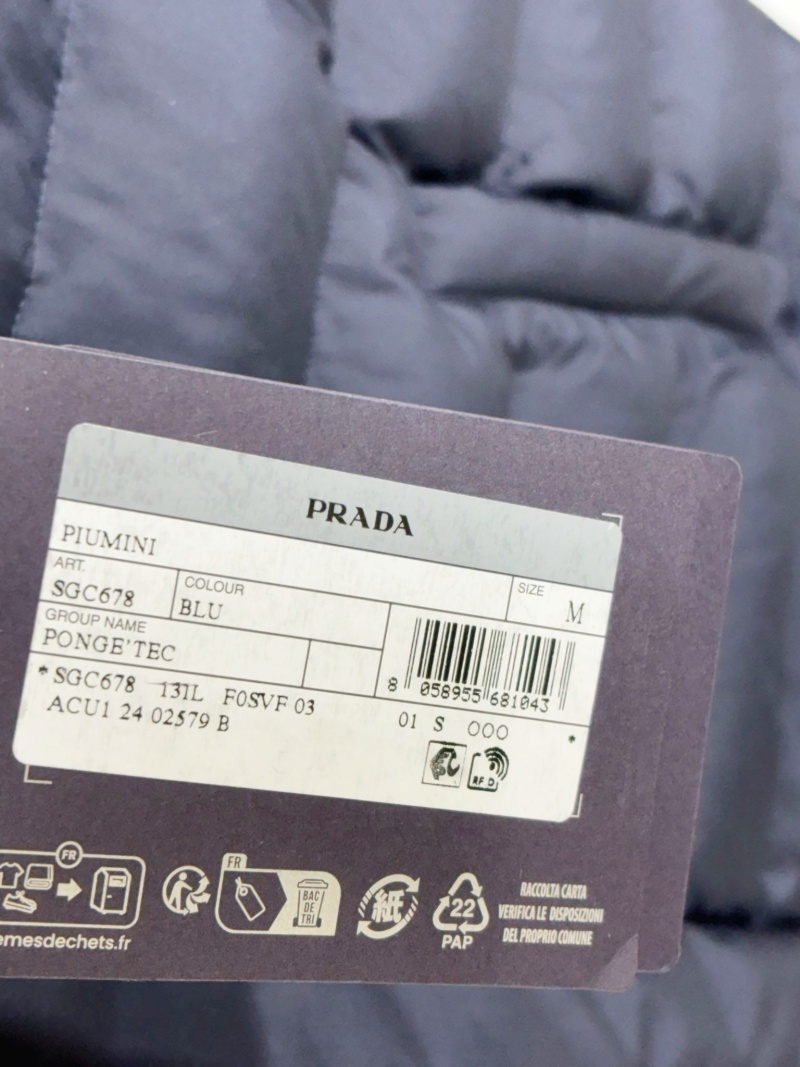 PRADA
PIUMINI
ART.
SGC678
COLOUR
BLU
SIZE
M
GROUP NAME
PONGE'TEC
8 058955 681043
* SGC678 131L F0SVF 03
ACU1 24 02579 B
01 S 000
*
RFID
FR
FR
BAC
DE
TRI
紙
22
PAP
RACCOLTA CARTA
VERIFICA LE DISPOSIZIONI
DEL PROPRIO COMUNE
emesdechets.fr